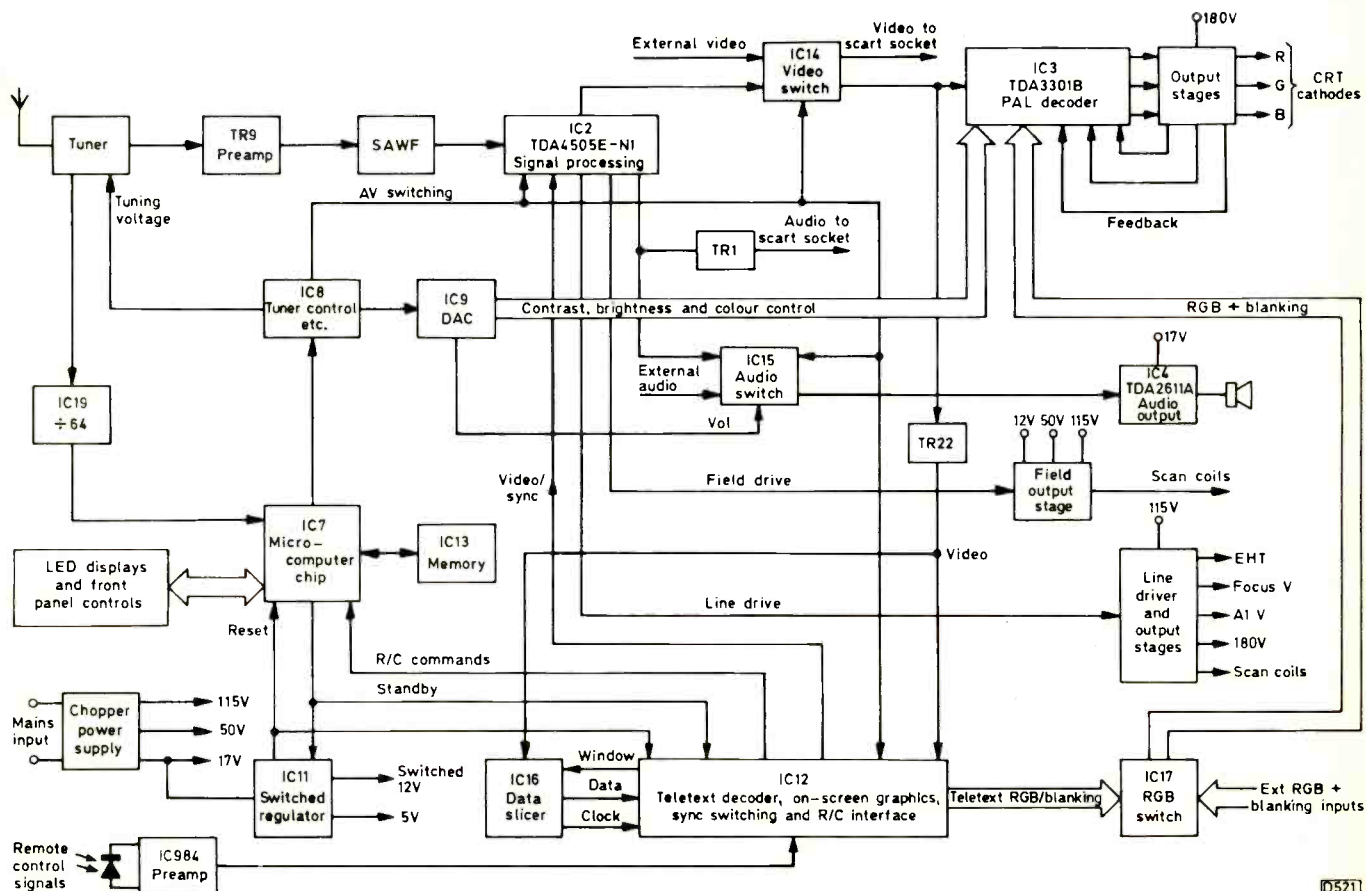 180V
External video
Video to
scart socket
IC14
Video
switch
IC3
TDA3301B
PAL decoder
Output
stages
R
G
B
CRT
cathodes
Tuner
TR9
Preamp
SAWF
IC2
TDA4505E-N1
Signal processing
Tuning
voltage
AV switching
Audio to
scart socket
TR1
Feedback
IC8
Tuner control
etc.
IC9
DAC
Contrast, brightness and colour control
RGB + blanking
External
audio
IC15
Audio
switch
17V
IC4
TDA2611A
Audio
output
IC19
÷64
Vol
TR22
12V 50V 115V
Video/
sync
Field drive
Field
output
stage
Scan coils
IC7
Micro-
computer
chip
IC13
Memory
115V
Video
LED displays
and front
panel controls
Line drive
Line
driver
and
output
stages
EHT
Focus V
A1 V
180V
Scan coils
Reset
R/C commands
Standby
Mains
input
Chopper
power
supply
115V
50V
17V
IC11
Switched
regulator
Switched
12V
5V
IC16
Data
slicer
Window
Data
Clock
IC12
Teletext decoder, on-screen graphics,
sync switching and R/C interface
Teletext RGB/blanking
IC17
RGB
switch
Ext RGB +
blanking inputs
Remote
control
signals
IC984
Preamp
D521